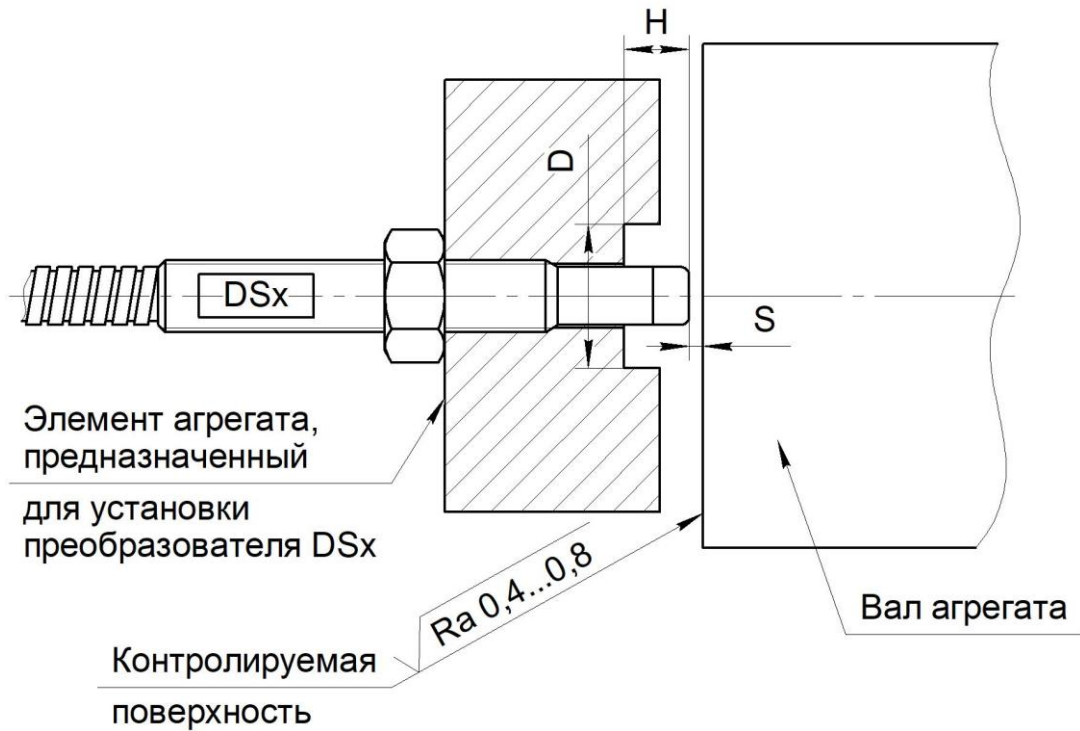 H
D
DSx
S
Элемент агрегата,
предназначенный
для установки
преобразователя DSx
Ra 0,4...0,8
Вал агрегата
Контролируемая
поверхность